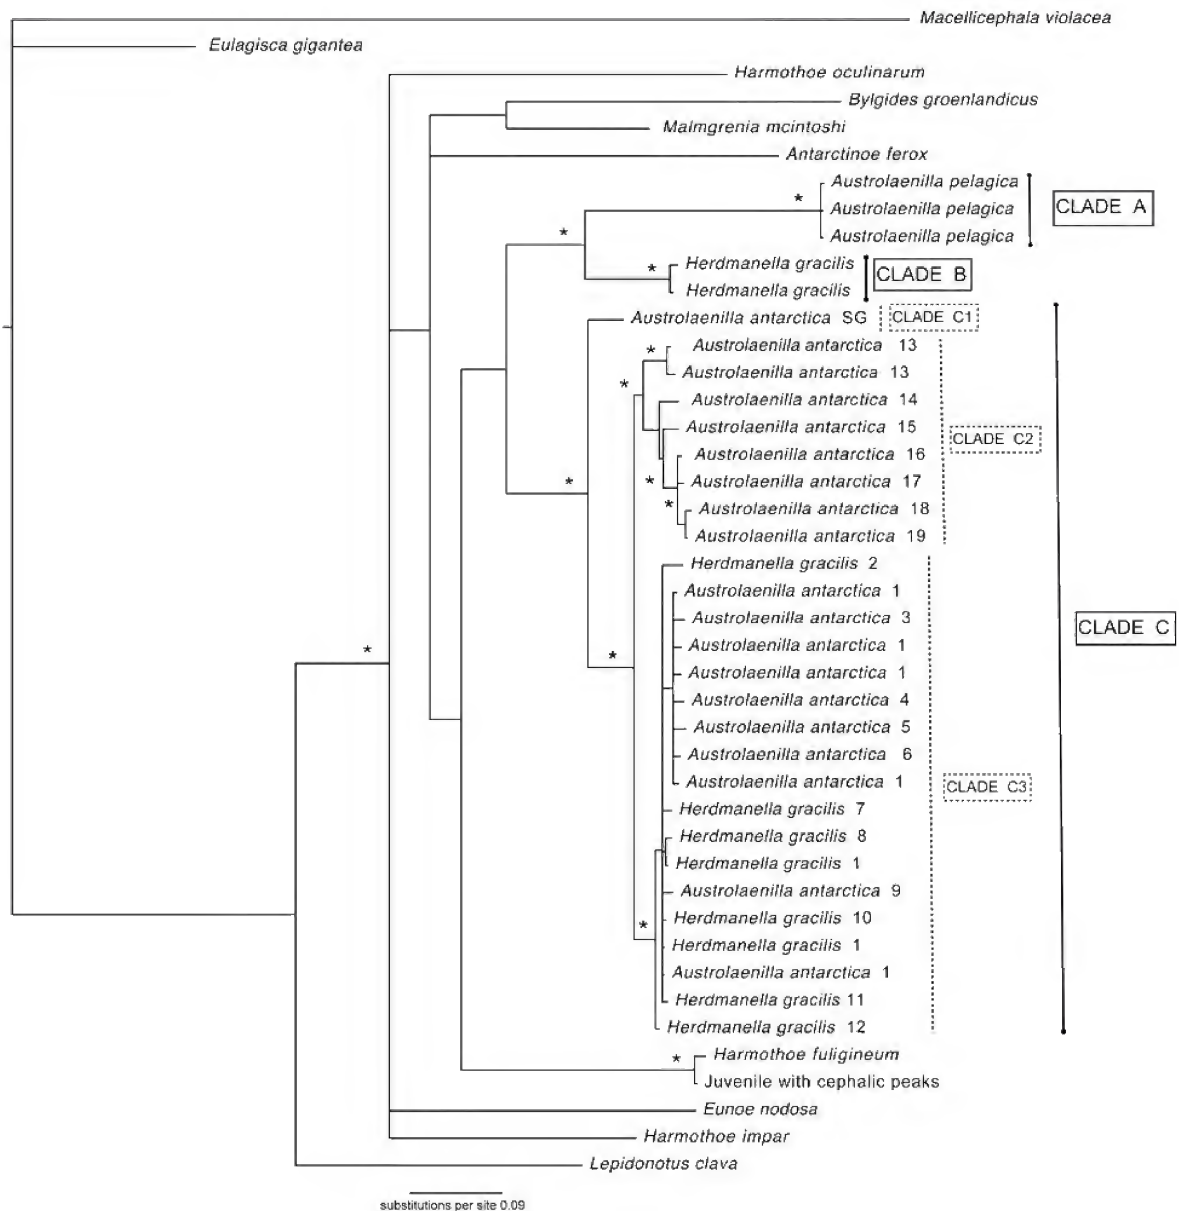 Macellicephala violacea
Eulagisca gigantea
Harmothoe oculinarum
Bylgides groenlandicus
Malmgrenia mcintoshi
Antarctinoe ferox
Austrolaenilla pelagica
*
Austrolaenilla pelagica
CLADE A
Austrolaenilla pelagica
*
Herdmanella gracilis
*
CLADE B
Herdmanella gracilis
Austrolaenilla antarctica SG
CLADE C1
Austrolaenilla antarctica 13
*
Austrolaenilla antarctica 13
*
Austrolaenilla antarctica 14
Austrolaenilla antarctica 15
CLADE C2
Austrolaenilla antarctica 16
*
*
Austrolaenilla antarctica 17
*
Austrolaenilla antarctica 18
Austrolaenilla antarctica 19
Herdmanella gracilis 2
Austrolaenilla antarctica 1
Austrolaenilla antarctica 3
CLADE C
Austrolaenilla antarctica 1
*
*
Austrolaenilla antarctica 1
Austrolaenilla antarctica 4
Austrolaenilla antarctica 5
Austrolaenilla antarctica 6
Austrolaenilla antarctica 1
CLADE C3
Herdmanella gracilis 7
Herdmanella gracilis 8
Herdmanella gracilis 1
Austrolaenilla antarctica 9
Herdmanella gracilis 10
*
Herdmanella gracilis 1
Austrolaenilla antarctica 1
Herdmanella gracilis 11
Herdmanella gracilis 12
Harmothoe fuligineum
*
Juvenile with cephalic peaks
Eunoe nodosa
Harmothoe impar
Lepidonotus clava
substitutions per site 0.09